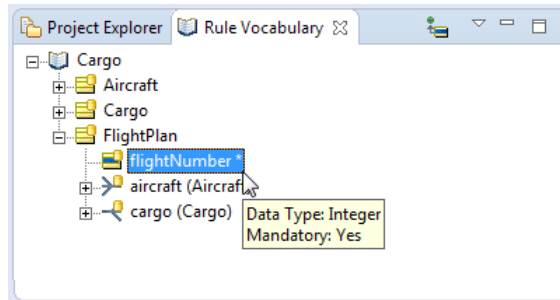 Project Explorer Rule Vocabulary
Cargo
Aircraft
Cargo
FlightPlan
flightNumber *
aircraft (Aircraf
cargo (Cargo)
Data Type: Integer
Mandatory: Yes